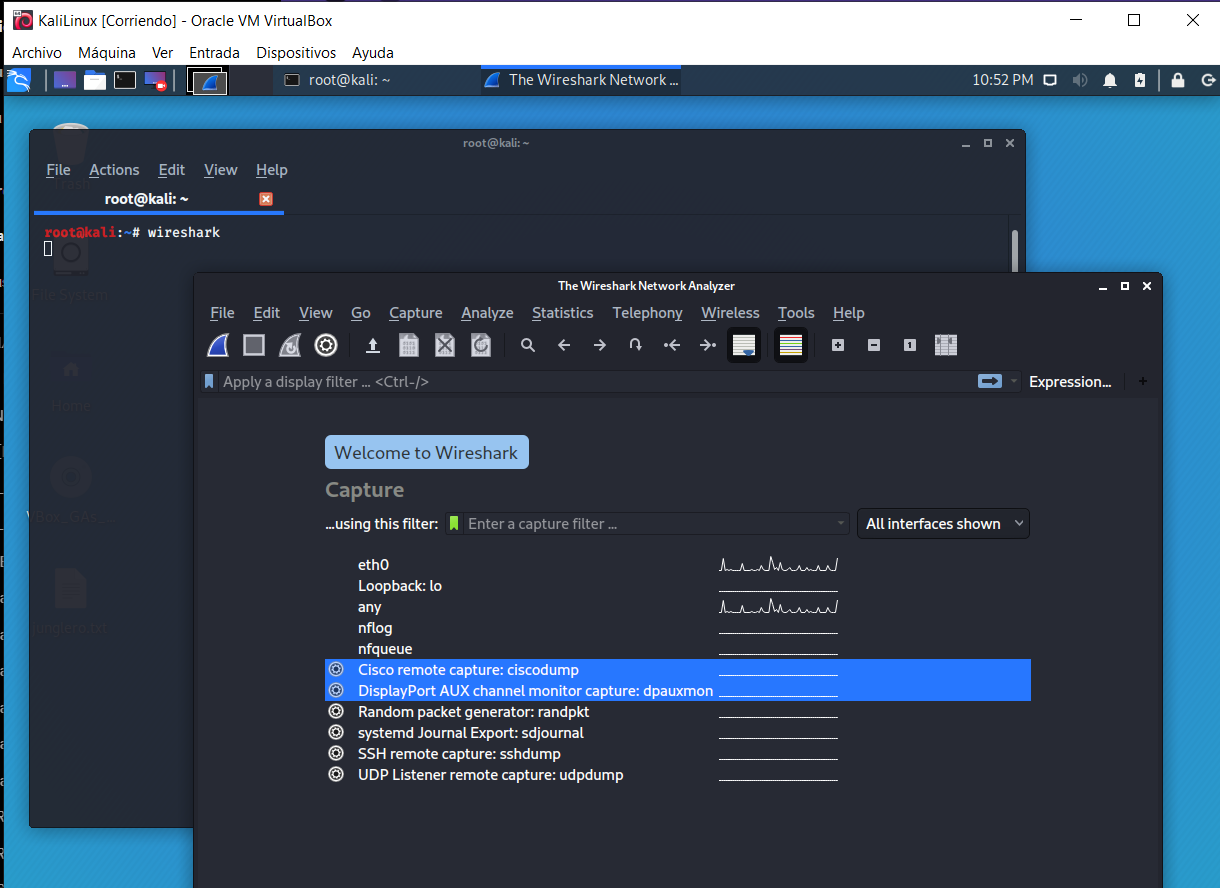 KaliLinux [Corriendo] - Oracle VM VirtualBox
Archivo Máquina Ver Entrada Dispositivos Ayuda
root@kali: ~ The Wireshark Network ... 10:52 PM
root@kali: ~
File Actions Edit View Help
root@kali: ~
root@kali:~# wireshark
Trash
File System
Home
The Wireshark Network Analyzer
File Edit View Go Capture Analyze Statistics Telephony Wireless Tools Help
Apply a display filter ... <Ctrl-/> Expression... +
Welcome to Wireshark
Capture
...using this filter: Enter a capture filter ... All interfaces shown
eth0
Loopback: lo
any
nflog
nfqueue
Cisco remote capture: ciscodump
DisplayPort AUX channel monitor capture: dpauxmon
Random packet generator: randpkt
systemd Journal Export: sdjournal
SSH remote capture: sshdump
UDP Listener remote capture: udpdump